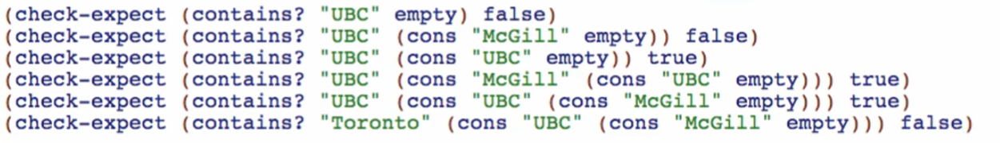 (check-expect (contains? "UBC" empty) false)
(check-expect (contains? "UBC" (cons "McGill" empty)) false)
(check-expect (contains? "UBC" (cons "UBC" empty)) true)
(check-expect (contains? "UBC" (cons "McGill" (cons "UBC" empty))) true)
(check-expect (contains? "UBC" (cons "UBC" (cons "McGill" empty))) true)
(check-expect (contains? "Toronto" (cons "UBC" (cons "McGill" empty))) false)